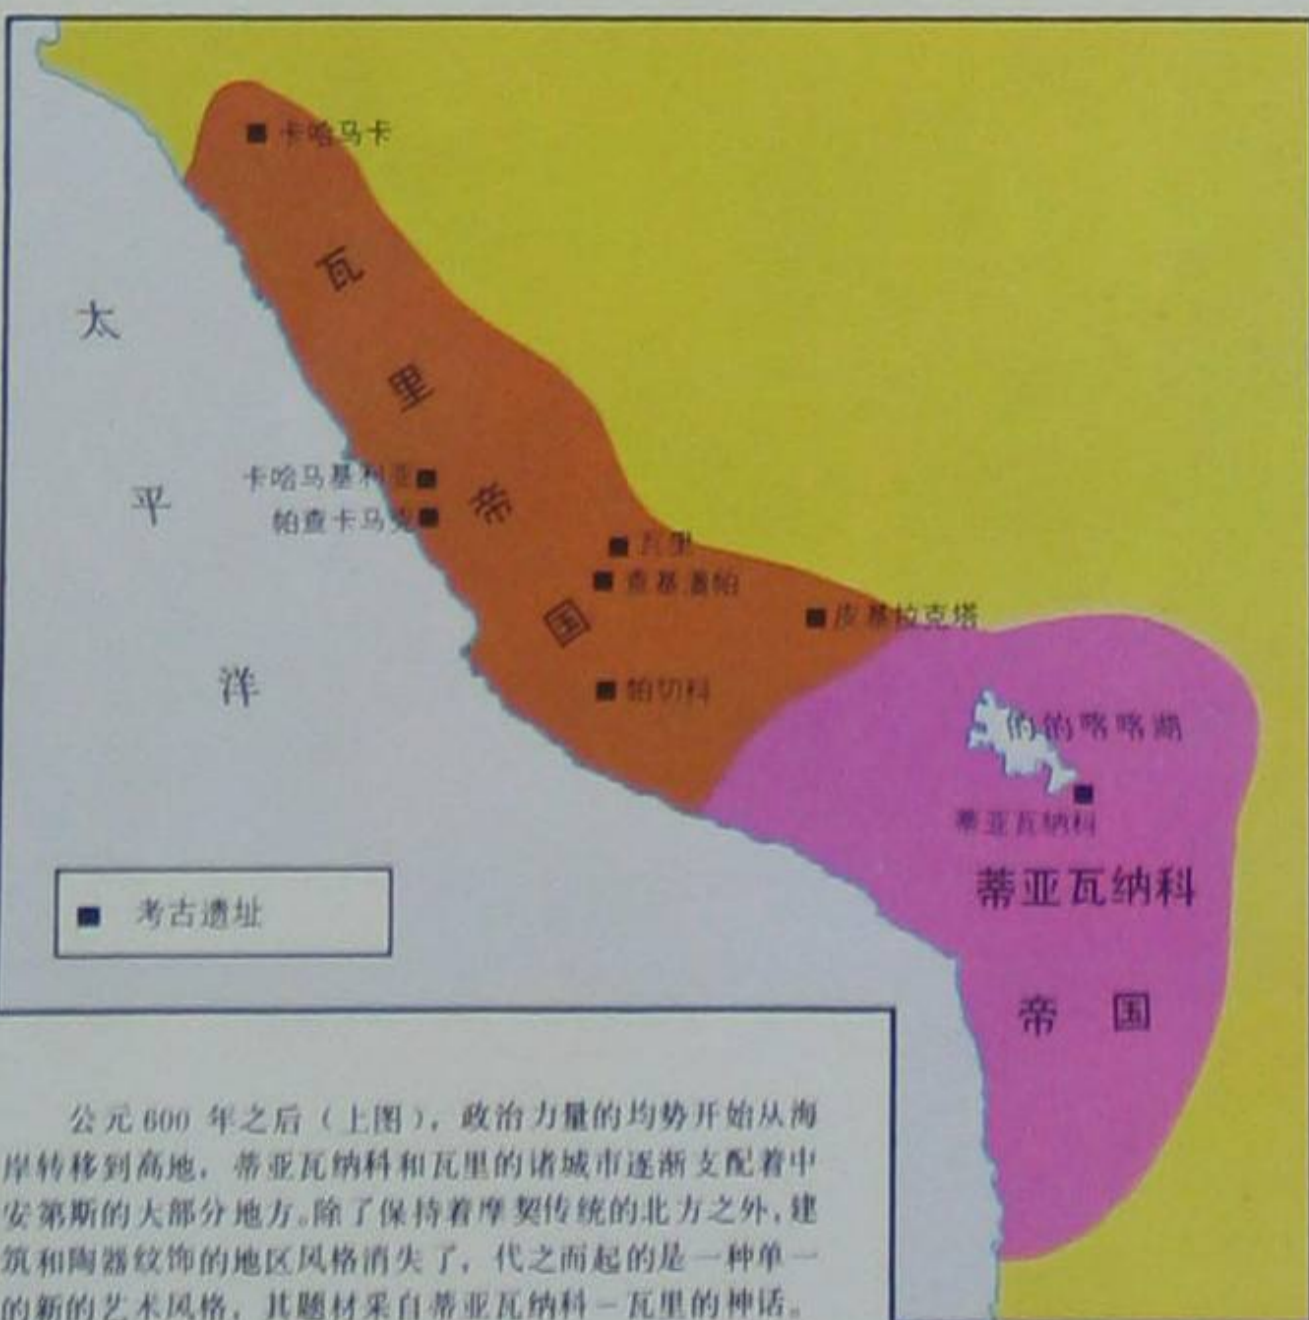 卡哈马卡
瓦里帝国
太平洋
卡哈马基利亚
帕查卡马克
瓦里
查基帕
皮基拉克塔
帕切科
的的喀喀湖
蒂亚瓦纳科
蒂亚瓦纳科
帝国
考古遗址
公元600 年之后（上图），政治力量的均势开始从海
岸转移到高地，蒂亚瓦纳科和瓦里的诸城市逐渐支配着中
安第斯的大部分地方。除了保持着摩契传统的北方之外，建
筑和陶器纹饰的地区风格消失了，代之而起的是一种单一
的新的艺术风格，其题材采自蒂亚瓦纳科－瓦里的神话。